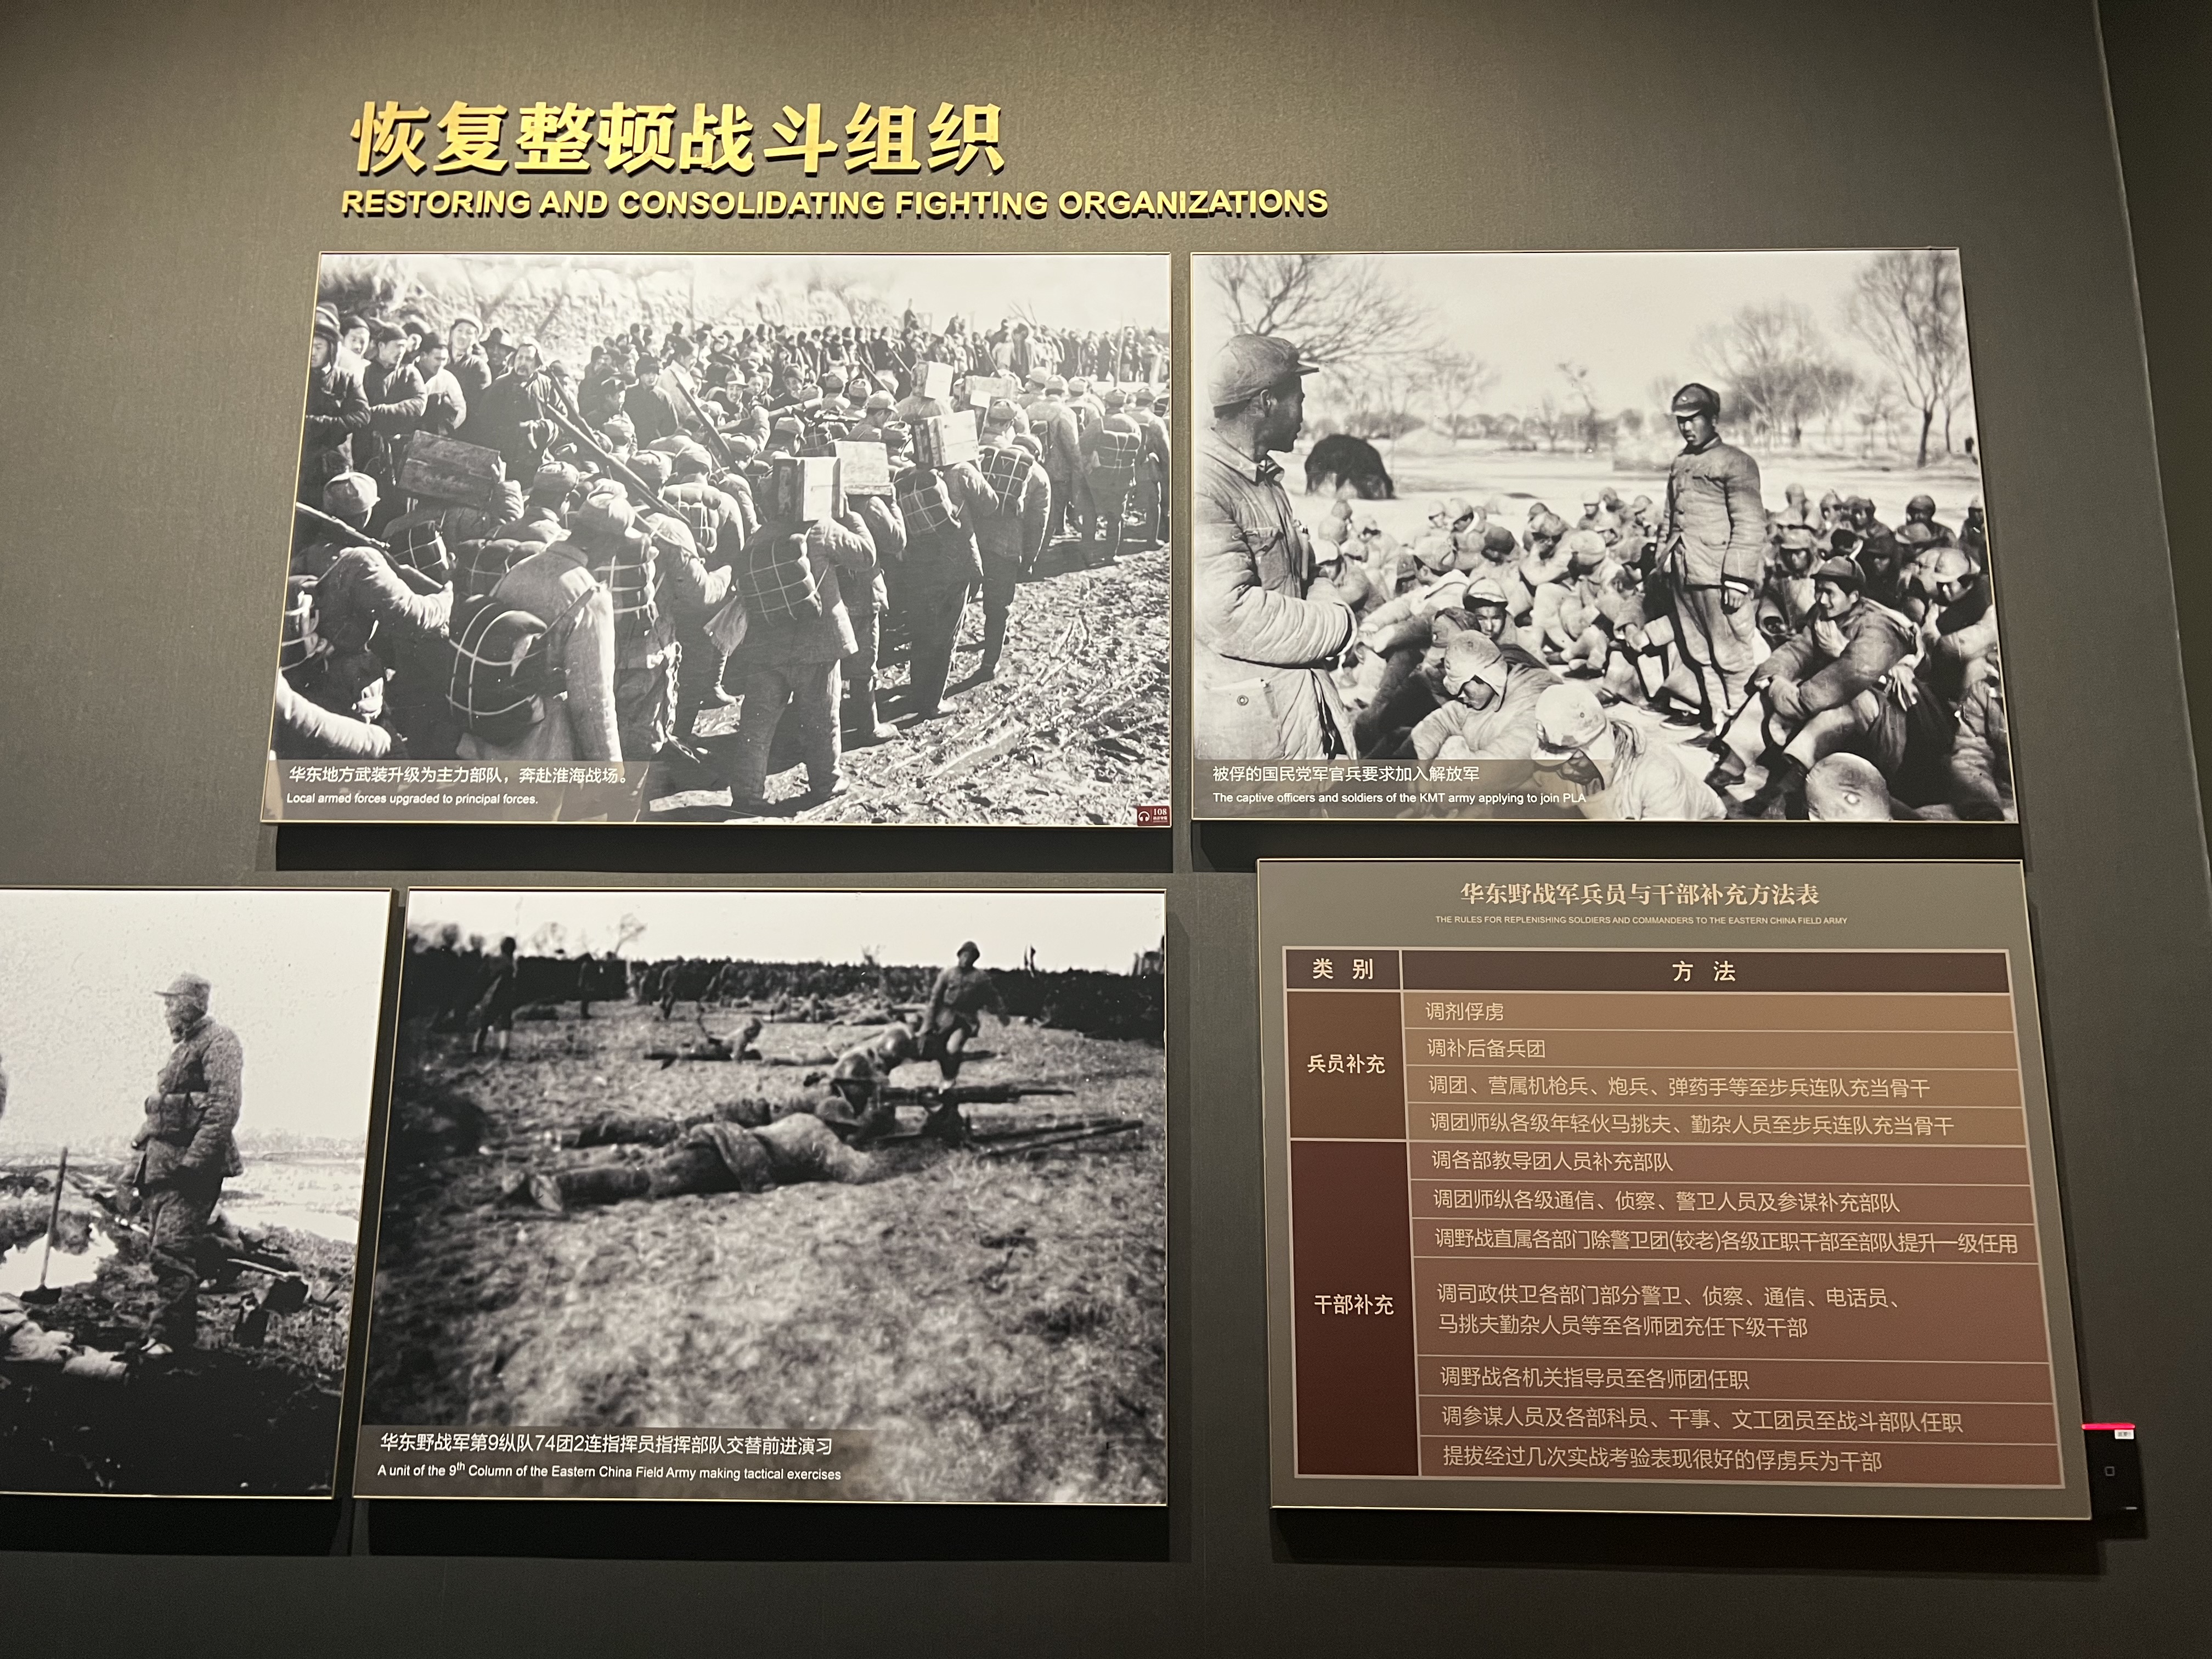 恢复整顿战斗组织
RESTORING AND CONSOLIDATING FIGHTING ORGANIZATIONS
华东地方武装升级为主力部队，奔赴淮海战场。
Local armed forces upgraded to principal forces.
108
被俘的国民党军官兵要求加入解放军
The captive officers and soldiers of the KMT army applying to join PLA
华东野战军第9纵队74团2连指挥员指挥部队交替前进演习
A unit of the 9th Column of the Eastern China Field Army making tactical exercises
华东野战军兵员与干部补充方法表
THE RULES FOR REPLENISHING SOLDIERS AND COMMANDERS TO THE EASTERN CHINA FIELD ARMY
类 别
方 法
兵员补充
调剂俘虏
调补后备兵团
调团、营属机枪兵、炮兵、弹药手等至步兵连队充当骨干
调团师纵各级年轻伙马挑夫、勤杂人员至步兵连队充当骨干
干部补充
调各部教导团人员补充部队
调团师纵各级通信、侦察、警卫人员及参谋补充部队
调野战直属各部门除警卫团(较老)各级正职干部至部队提升一级任用
调司政供卫各部门部分警卫、侦察、通信、电话员、
马挑夫勤杂人员等至各师团充任下级干部
调野战各机关指导员至各师团任职
调参谋人员及各部科员、干事、文工团员至战斗部队任职
提拔经过几次实战考验表现很好的俘虏兵为干部